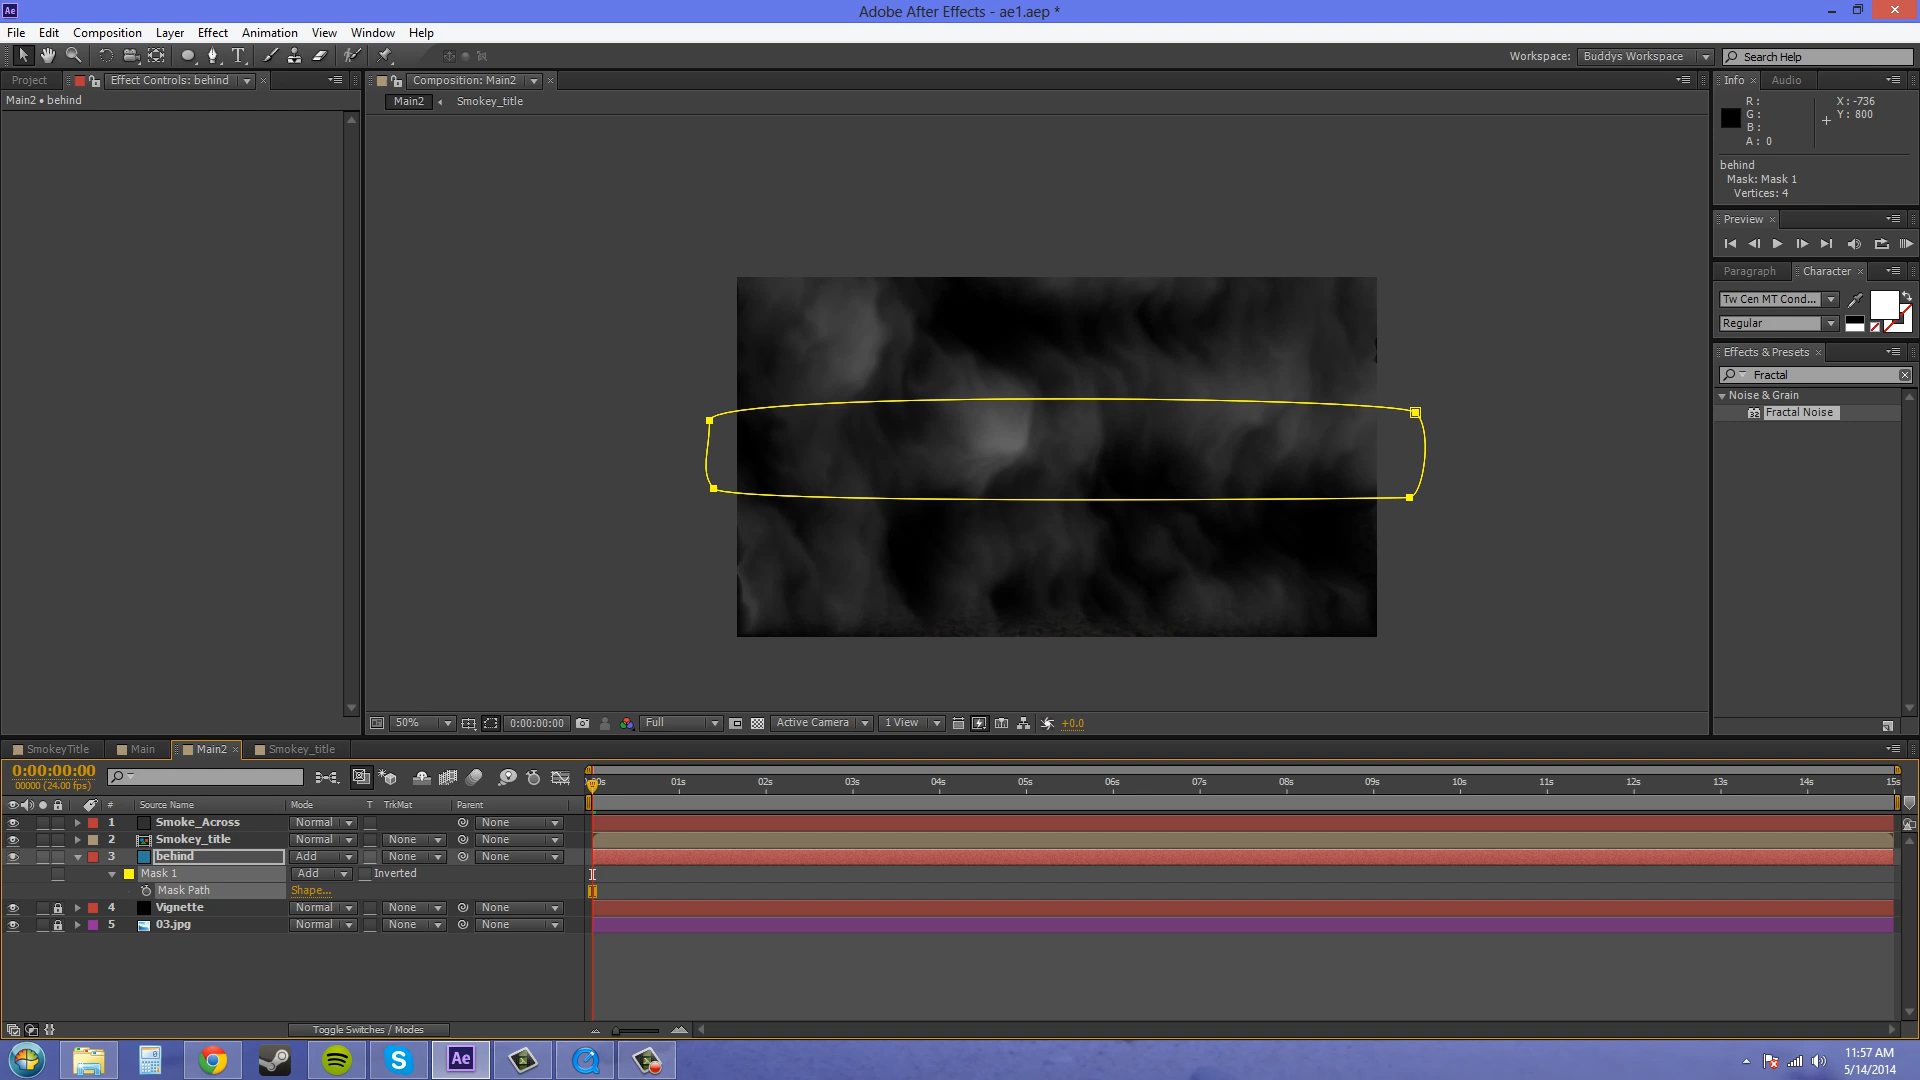 Ae
Adobe After Effects - ae1.aep *
File Edit Composition Layer Effect Animation View Window Help
Workspace: Buddys Workspace Search Help
Project Effect Controls: behind
Main2 • behind
Composition: Main2
Main2 Smokey_title
Info Audio
R:
G:
B:
A: 0
X: -736
Y: 800
behind
Mask: Mask 1
Vertices: 4
Preview
Paragraph Character
Tw Cen MT Cond...
Regular
Effects & Presets
Fractal
Noise & Grain
32 Fractal Noise
50% 0:00:00:00 Full Active Camera 1 View +0.0
SmokeyTitle Main Main2 Smokey_title
0:00:00:00
00000 (24.00 fps)
01s 02s 03s 04s 05s 06s 07s 08s 09s 10s 11s 12s 13s 14s 15s
# Source Name Mode T TrkMat Parent
1 Smoke_Across Normal None
2 Smokey_title Normal None None
3 behind Add None None
Mask 1 Add Inverted
Mask Path Shape...
4 Vignette Normal None None
5 03.jpg Normal None None
Toggle Switches / Modes
Ae
11:57 AM
5/14/2014